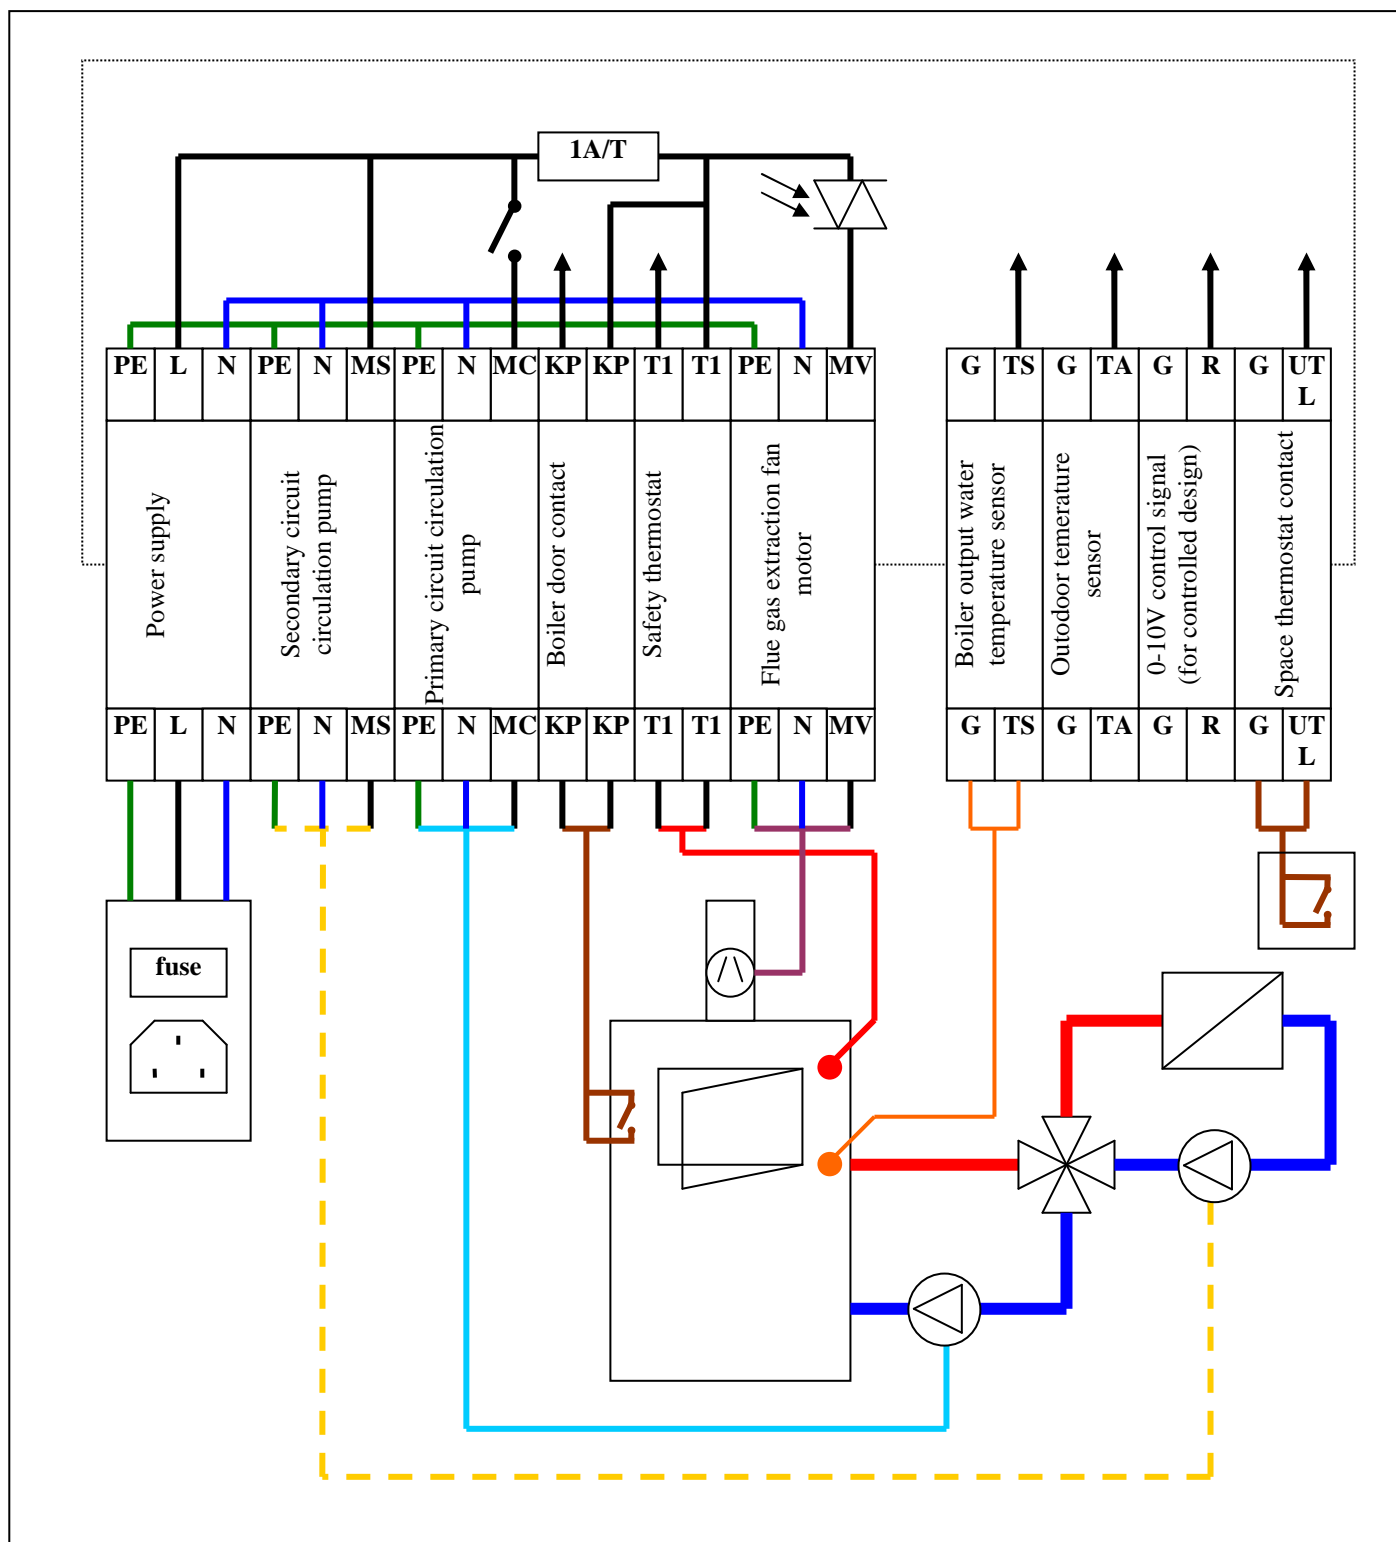 1A/T
PE L N PE N MS PE N MC KP KP T1 T1 PE N MV
G TS G TA G R G UT
L
Power supply
Secondary circuit
circulation pump
Primary circuit circulation
pump
Boiler door contact
Safety thermostat
Flue gas extraction fan
motor
Boiler output water
temperature sensor
Outodoor temerature
sensor
0-10V control signal
(for controlled design)
Space thermostat contact
PE L N PE N MS PE N MC KP KP T1 T1 PE N MV
G TS G TA G R G UT
L
fuse